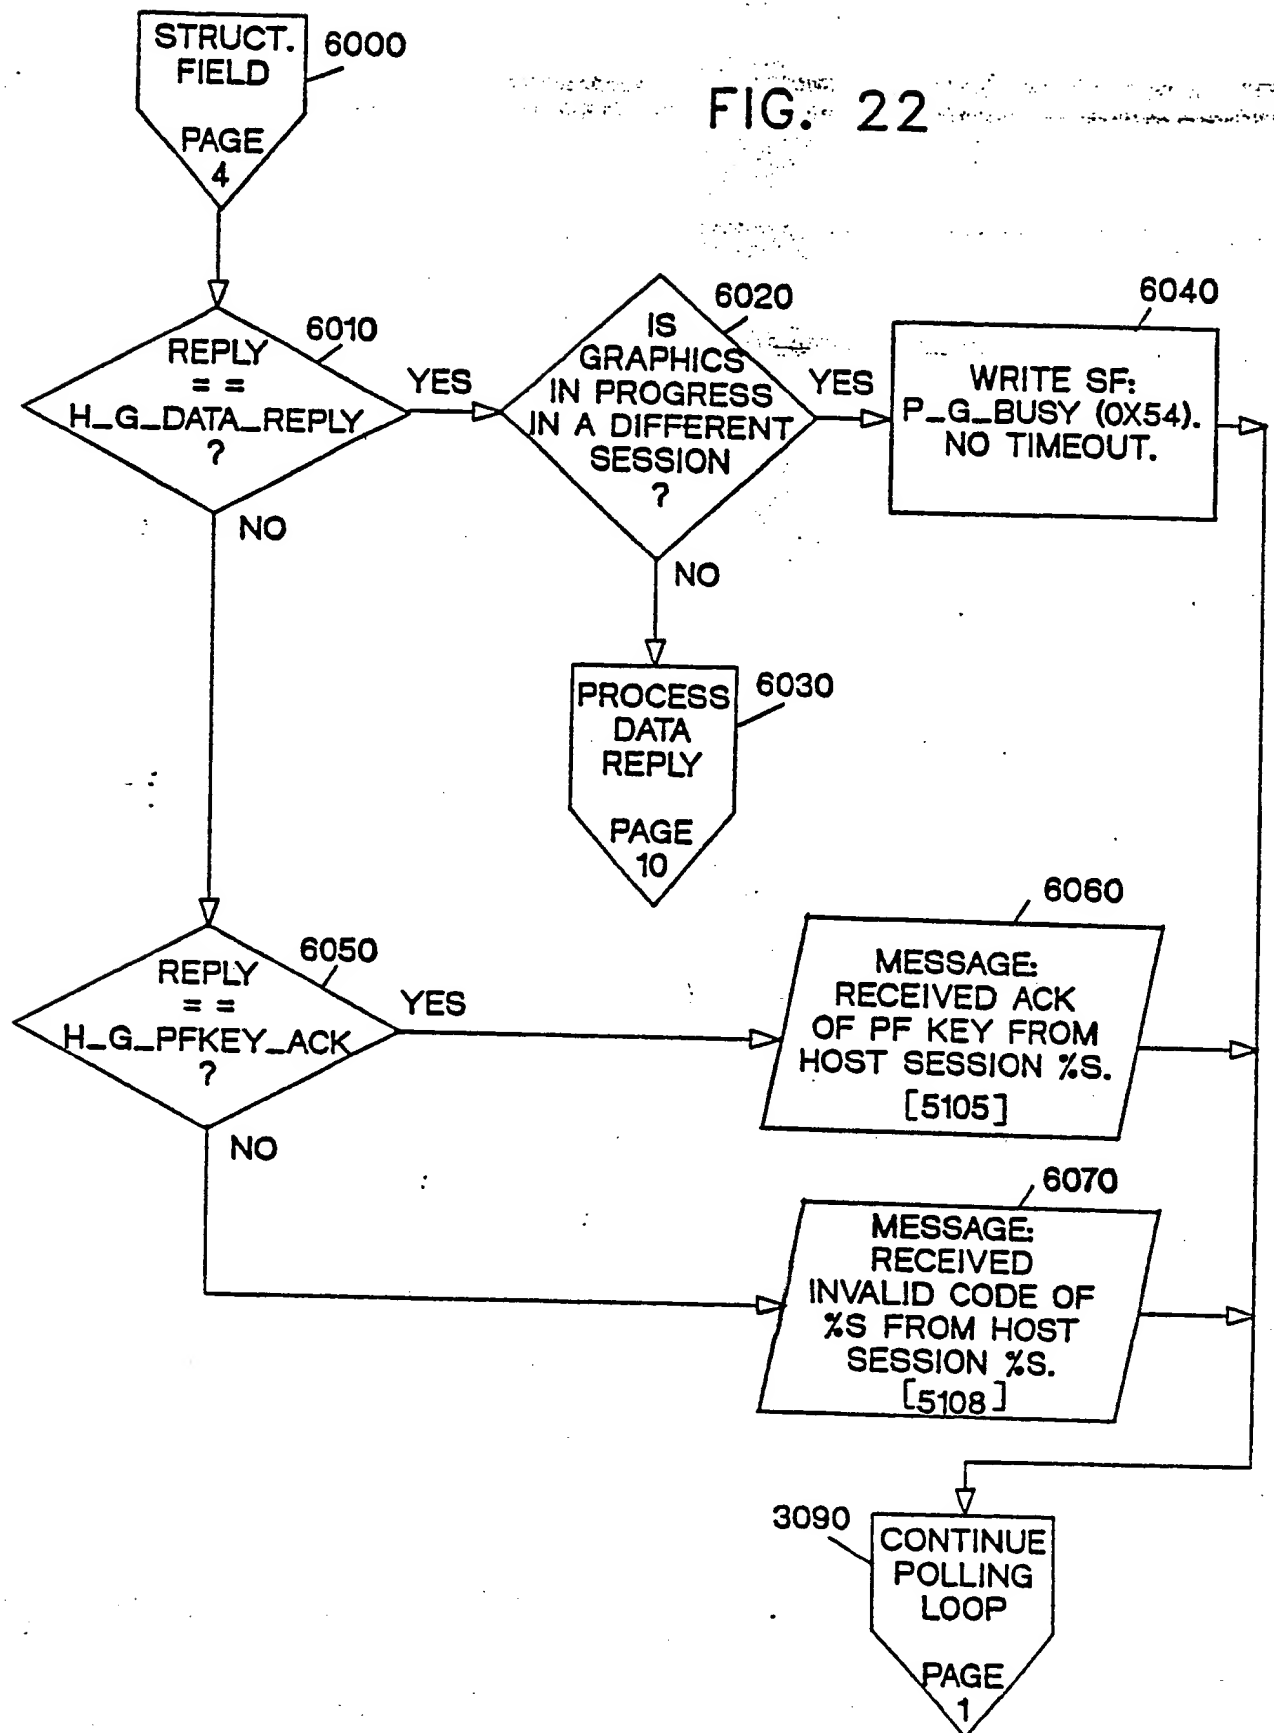 STRUCT.
FIELD
PAGE
4
6000
FIG. 22
REPLY
==
H_G_DATA_REPLY
?
6010
YES
NO
IS
GRAPHICS
IN PROGRESS
IN A DIFFERENT
SESSION
?
6020
YES
NO
6040
WRITE SF:
P_G_BUSY (0X54).
NO TIMEOUT.
PROCESS
DATA
REPLY
PAGE
10
6030
REPLY
==
H_G_PFKEY_ACK
?
6050
YES
NO
6060
MESSAGE:
RECEIVED ACK
OF PF KEY FROM
HOST SESSION %S.
[5105]
6070
MESSAGE:
RECEIVED
INVALID CODE OF
%S FROM HOST
SESSION %S.
[5108]
3090
CONTINUE
POLLING
LOOP
PAGE
1